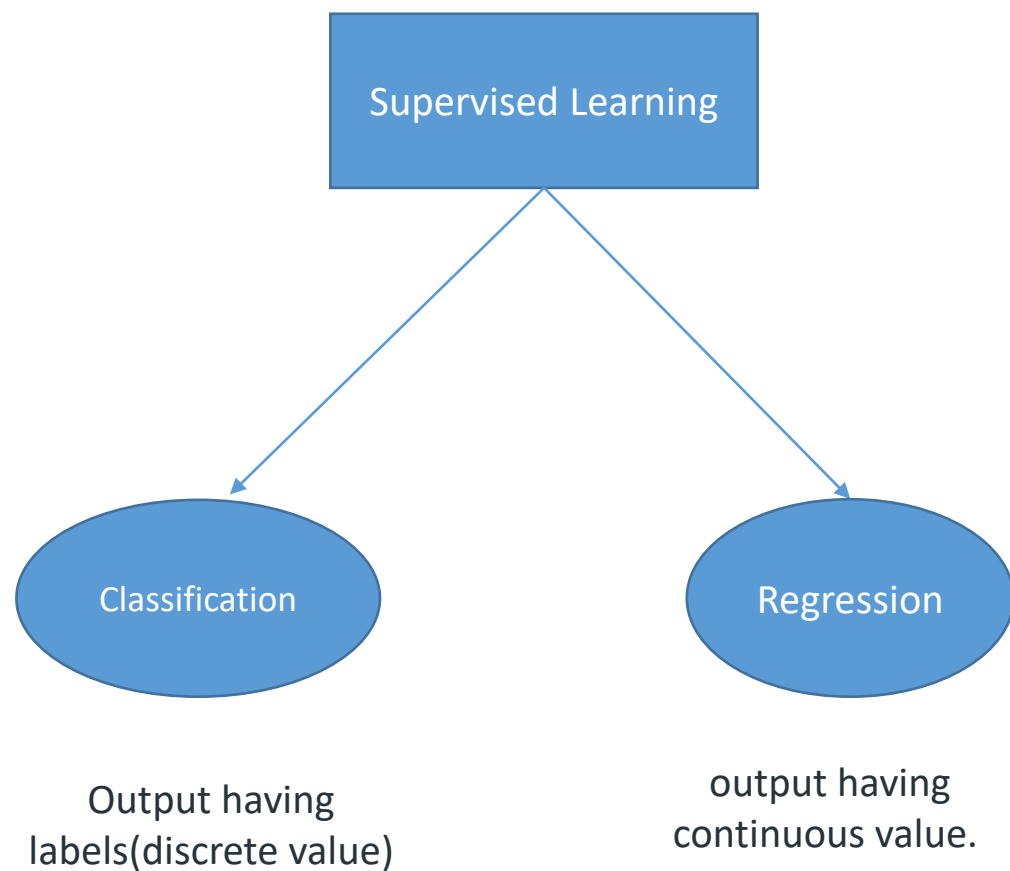 Supervised Learning
Classification
Regression
Output having
labels(discrete value)
output having
continuous value.